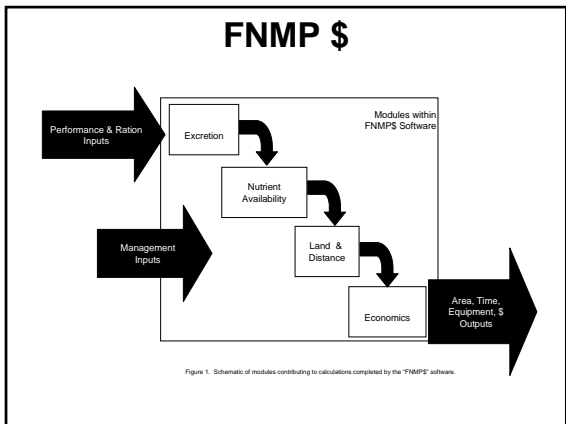 FNMP $
Modules within
FNMP$ Software
Performance & Ration
Inputs
Excretion
Nutrient
Availability
Management
Inputs
Land & 
Distance
Economics
Area, Time,
Equipment, $
Outputs
Figure 1. Schematic of modules contributing to calculations completed by the "FNMP$" software.